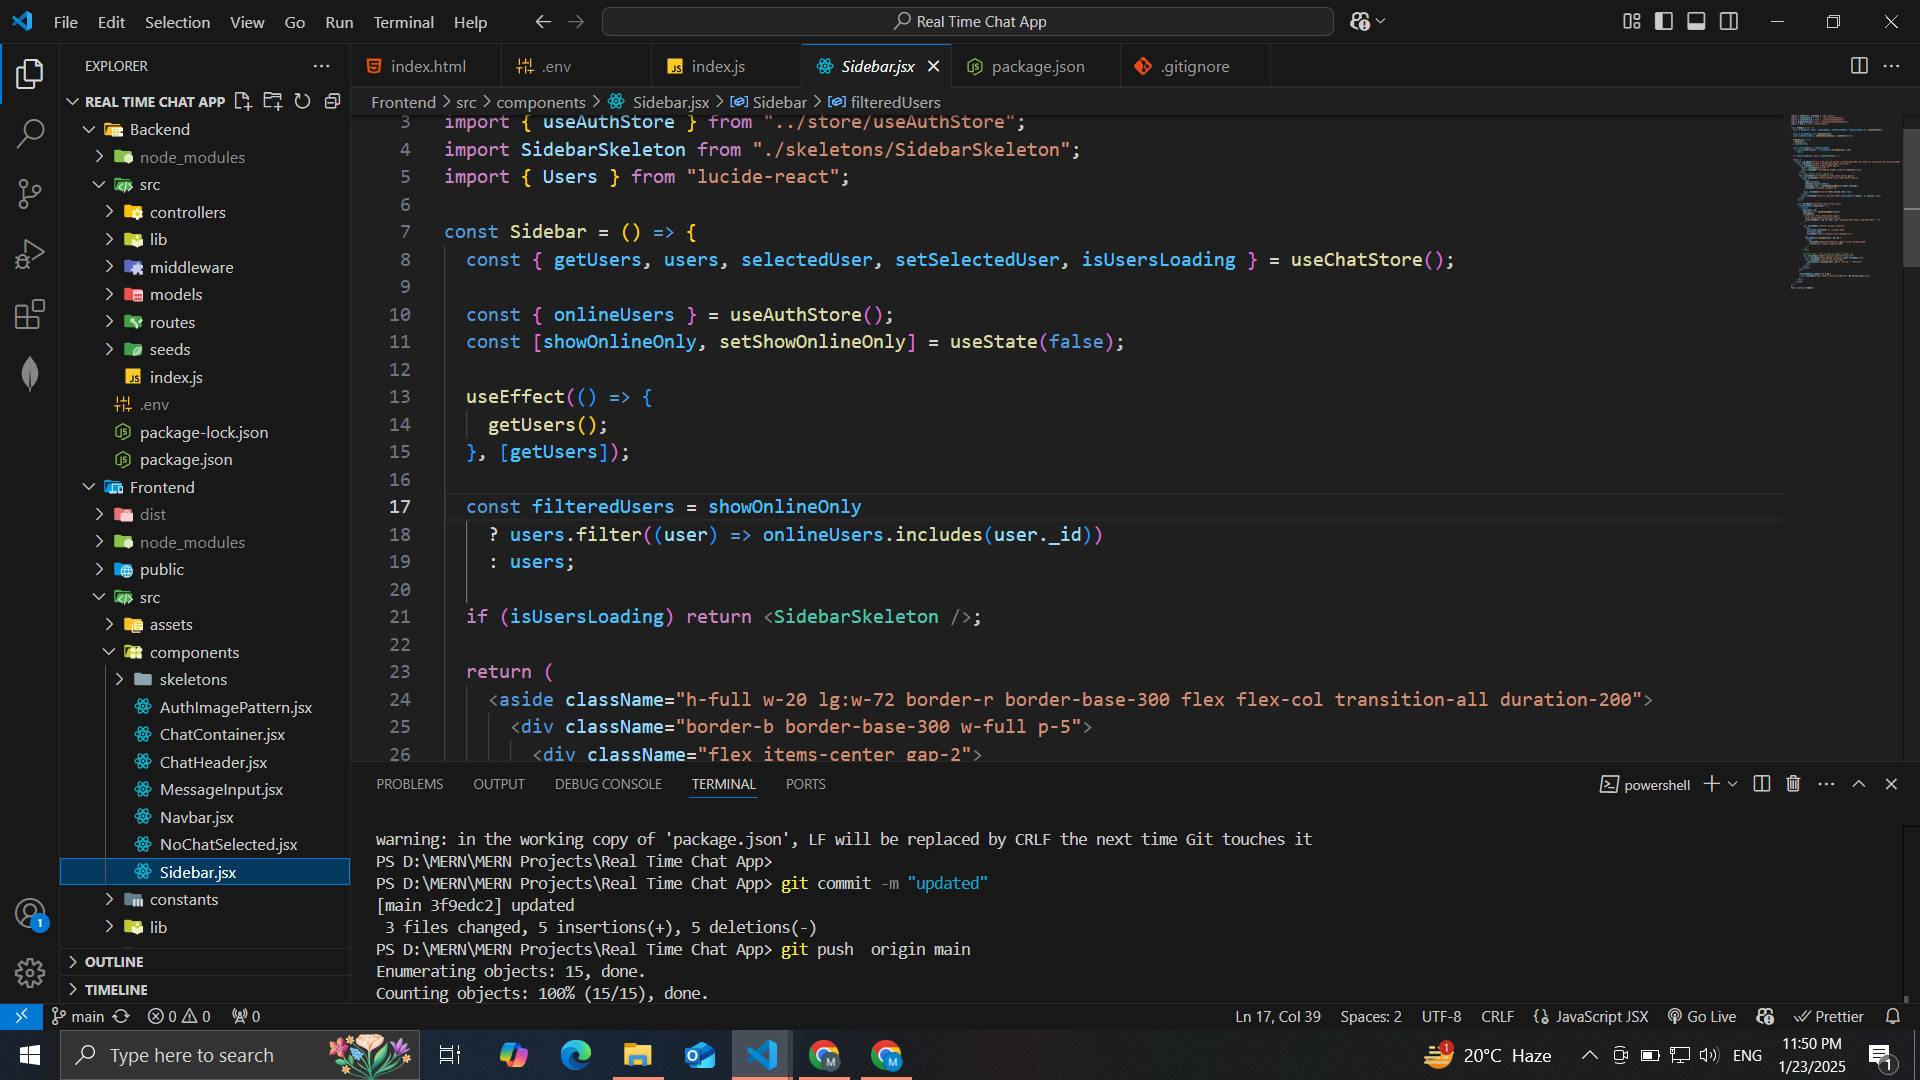 File Edit Selection View Go Run Terminal Help
Real Time Chat App
EXPLORER
REAL TIME CHAT APP
Backend
node_modules
src
controllers
lib
middleware
models
routes
seeds
index.js
.env
package-lock.json
package.json
Frontend
dist
node_modules
public
src
assets
components
skeletons
AuthImagePattern.jsx
ChatContainer.jsx
ChatHeader.jsx
MessageInput.jsx
Navbar.jsx
NoChatSelected.jsx
Sidebar.jsx
constants
lib
OUTLINE
TIMELINE
index.html .env index.js Sidebar.jsx package.json .gitignore
Frontend > src > components > Sidebar.jsx > Sidebar > filteredUsers
3 import { useAuthStore } from "../store/useAuthStore";
4 import SidebarSkeleton from "./skeletons/SidebarSkeleton";
5 import { Users } from "lucide-react";
6
7 const Sidebar = () => {
8 const { getUsers, users, selectedUser, setSelectedUser, isUsersLoading } = useChatStore();
9
10 const { onlineUsers } = useAuthStore();
11 const [showOnlineOnly, setShowOnlineOnly] = useState(false);
12
13 useEffect(() => {
14 getUsers();
15 }, [getUsers]);
16
17 const filteredUsers = showOnlineOnly
18 ? users.filter((user) => onlineUsers.includes(user._id))
19 : users;
20
21 if (isUsersLoading) return <SidebarSkeleton />;
22
23 return (
24 <aside className="h-full w-20 lg:w-72 border-r border-base-300 flex flex-col transition-all duration-200">
25 <div className="border-b border-base-300 w-full p-5">
26 <div className="flex items-center gap-2">
PROBLEMS OUTPUT DEBUG CONSOLE TERMINAL PORTS
powershell
warning: in the working copy of 'package.json', LF will be replaced by CRLF the next time Git touches it
PS D:\MERN\MERN Projects\Real Time Chat App>
PS D:\MERN\MERN Projects\Real Time Chat App> git commit -m "updated"
[main 3f9edc2] updated
3 files changed, 5 insertions(+), 5 deletions(-)
PS D:\MERN\MERN Projects\Real Time Chat App> git push  origin main
Enumerating objects: 15, done.
Counting objects: 100% (15/15), done.
1
main 0 0 0
Ln 17, Col 39 Spaces: 2 UTF-8 CRLF JavaScript JSX Go Live Prettier
Type here to search
1
20°C Haze
ENG
11:50 PM
1/23/2025
1